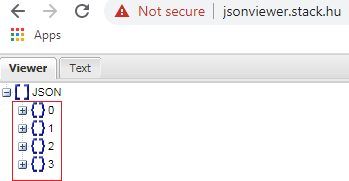 Not secure | jsonviewer.stack.hu
Apps
Viewer Text
[] JSON
{} 0
{} 1
{} 2
{} 3